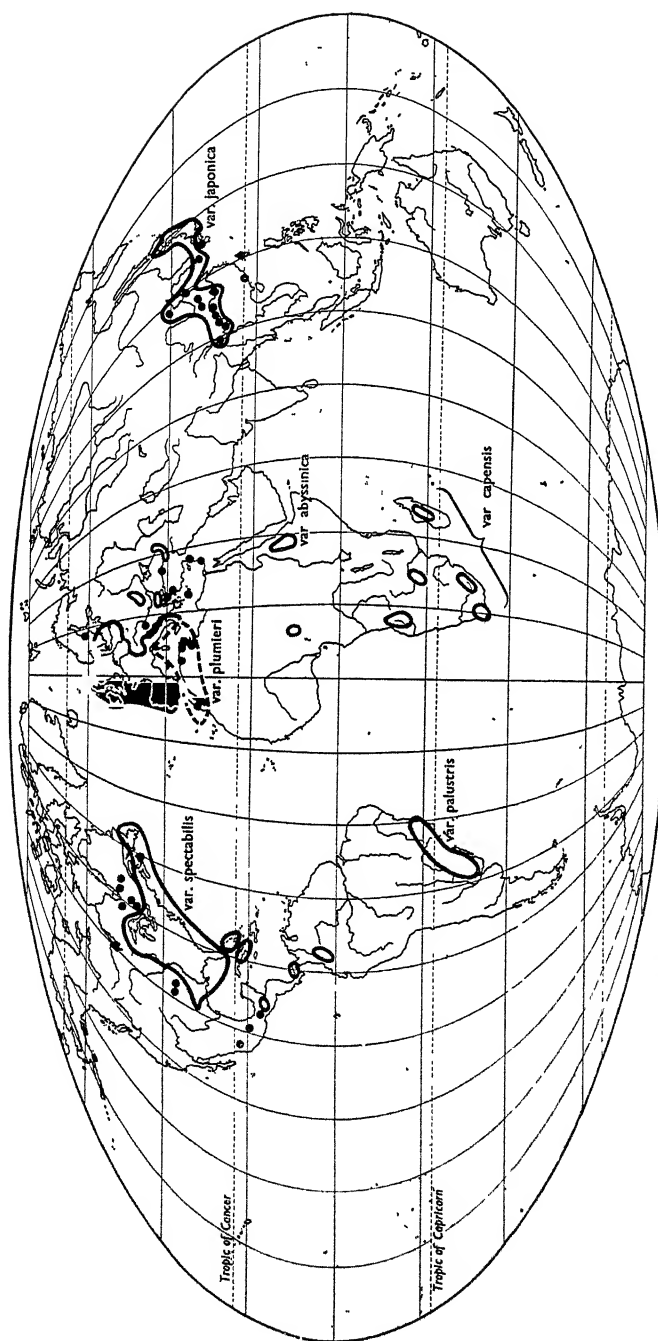 var. japonica
var. plumieri
var abyssinica
var capensis
var. spectabilis
var. palustris
Tropic of Cancer
Tropic of Capricorn